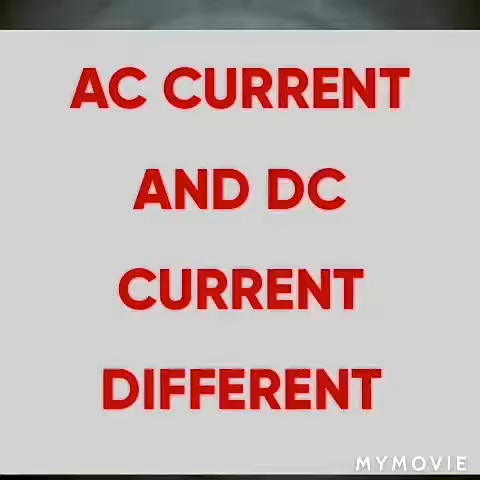 AC CURRENT
AND DC
CURRENT
DIFFERENT
MYMOVIE